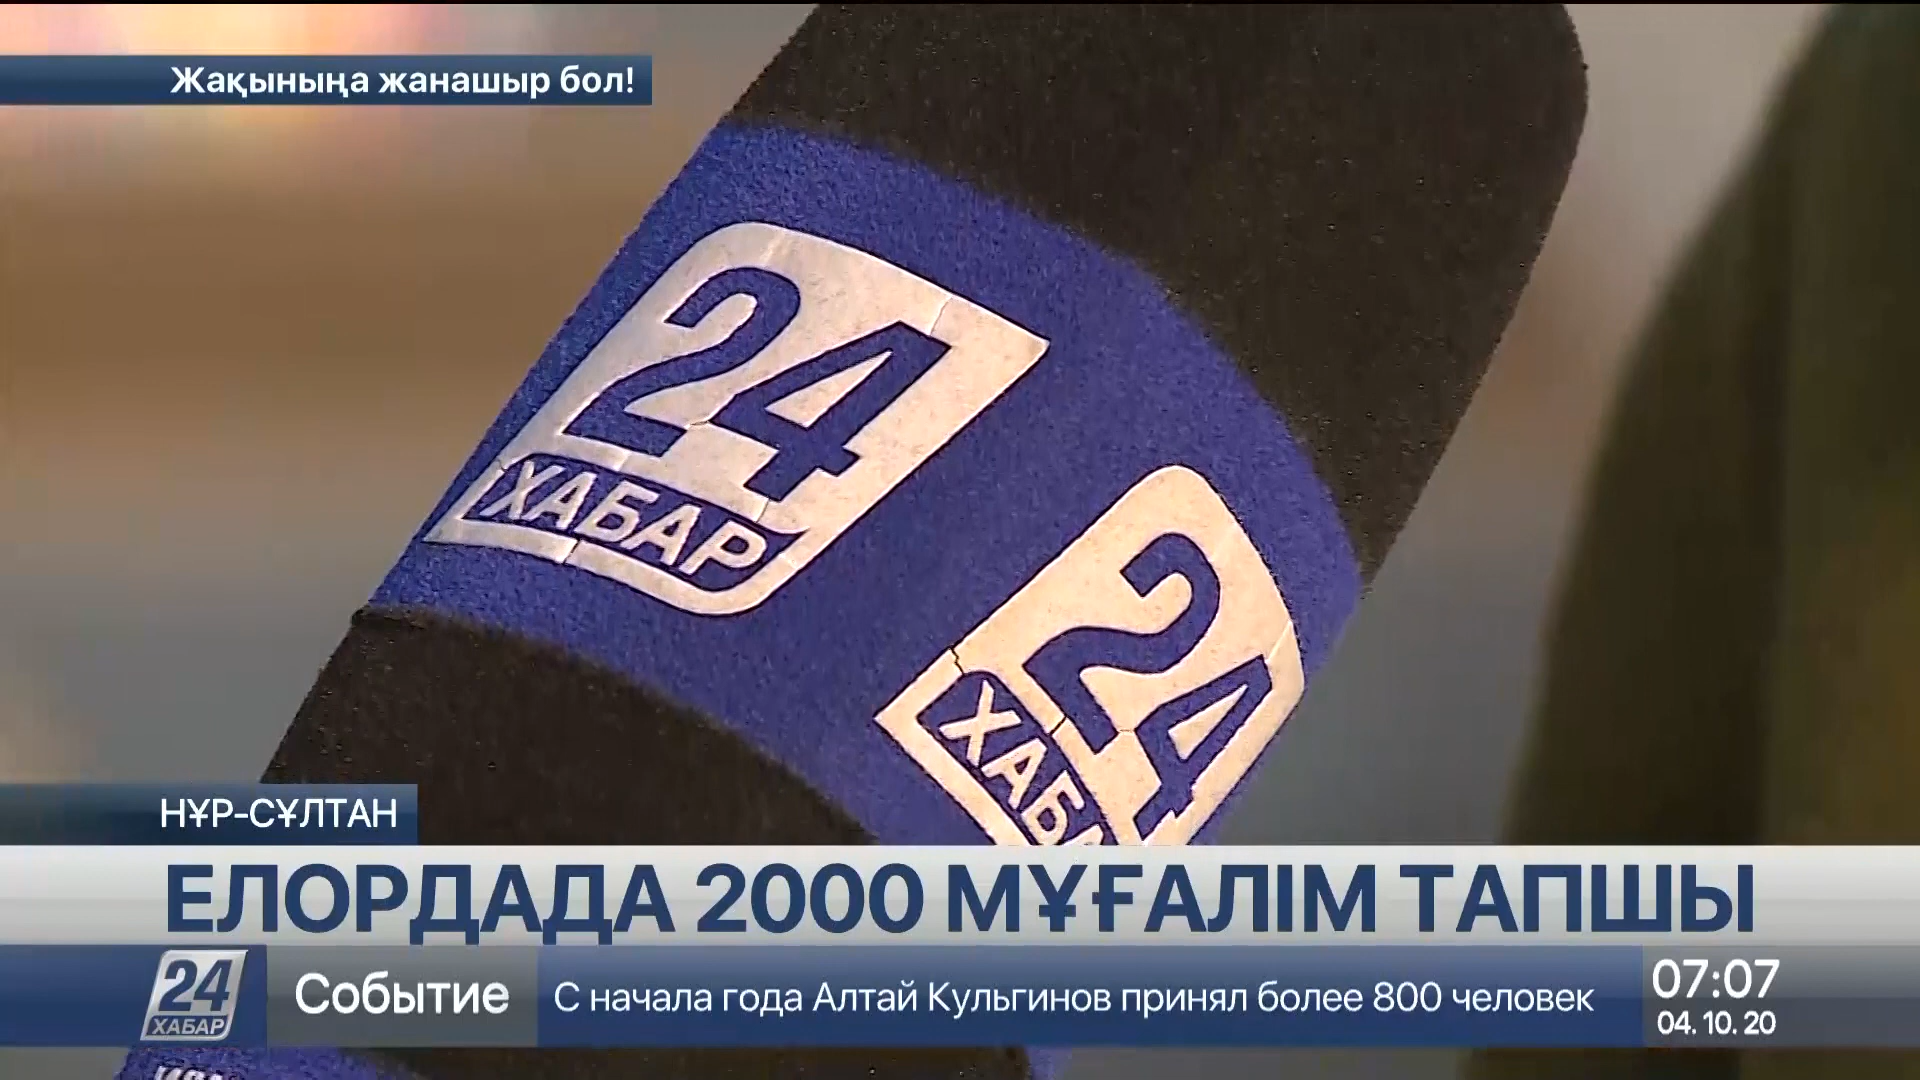 Жақыныңа жанашыр бол!
24
ХАБАР
24
ХАБА
НҰР-СҰЛТАН
ЕЛОРДАДА 2000 МҰҒАЛІМ ТАПШЫ
24
ХАБАР
Событие
С начала года Алтай Кульгинов принял более 800 человек
07:07
04. 10. 20